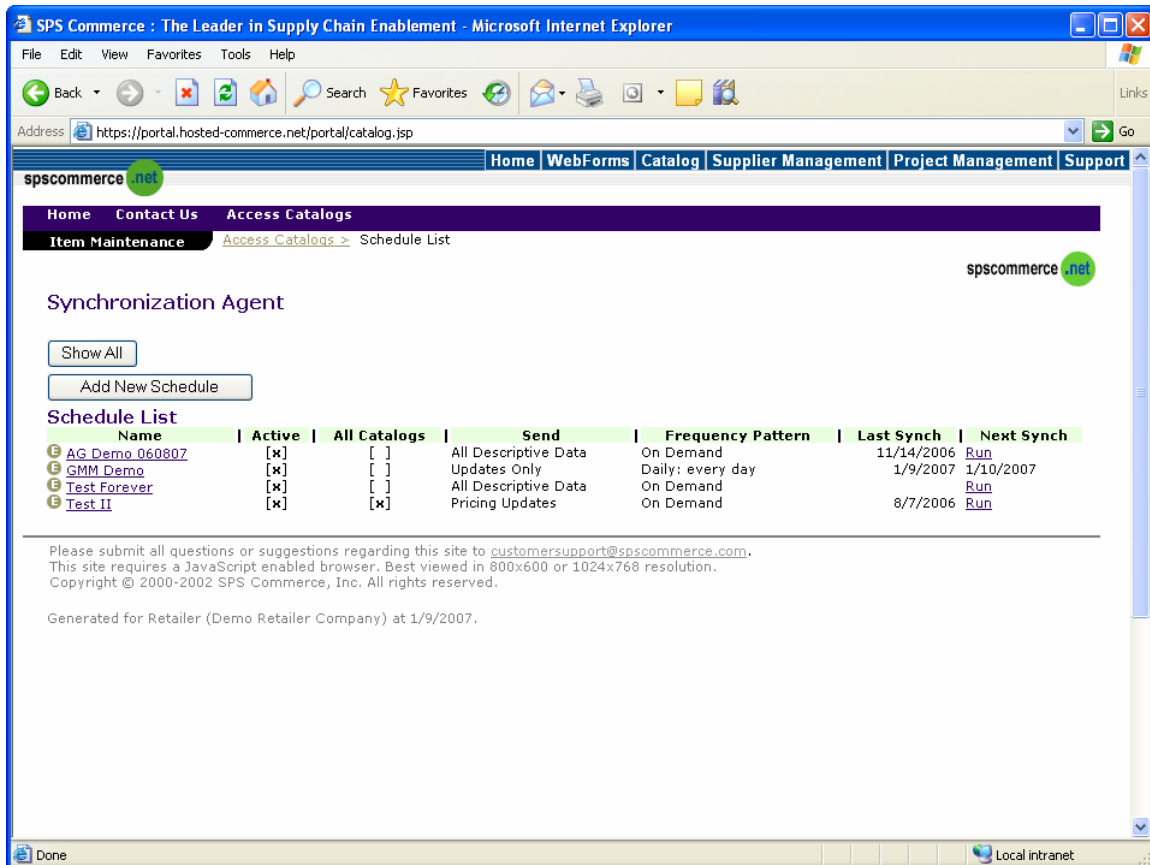 SPS Commerce : The Leader in Supply Chain Enablement - Microsoft Internet Explorer
File Edit View Favorites Tools Help
Back Search Favorites Links
Address https://portal.hosted-commerce.net/portal/catalog.jsp Go
Home | WebForms | Catalog | Supplier Management | Project Management | Support
spscommerce .net
Home Contact Us Access Catalogs
Item Maintenance Access Catalogs > Schedule List
spscommerce .net
Synchronization Agent
Show All
Add New Schedule
Schedule List
Name | Active | All Catalogs | Send | Frequency Pattern | Last Synch | Next Synch
E AG Demo 060807 [x] [ ] All Descriptive Data On Demand 11/14/2006 Run
E GMM Demo [x] [ ] Updates Only Daily: every day 1/9/2007 1/10/2007
E Test Forever [x] [ ] All Descriptive Data On Demand Run
E Test II [x] [x] Pricing Updates On Demand 8/7/2006 Run
Please submit all questions or suggestions regarding this site to customersupport@spscommerce.com.
This site requires a JavaScript enabled browser. Best viewed in 800x600 or 1024x768 resolution.
Copyright © 2000-2002 SPS Commerce, Inc. All rights reserved.
Generated for Retailer (Demo Retailer Company) at 1/9/2007.
Done Local intranet